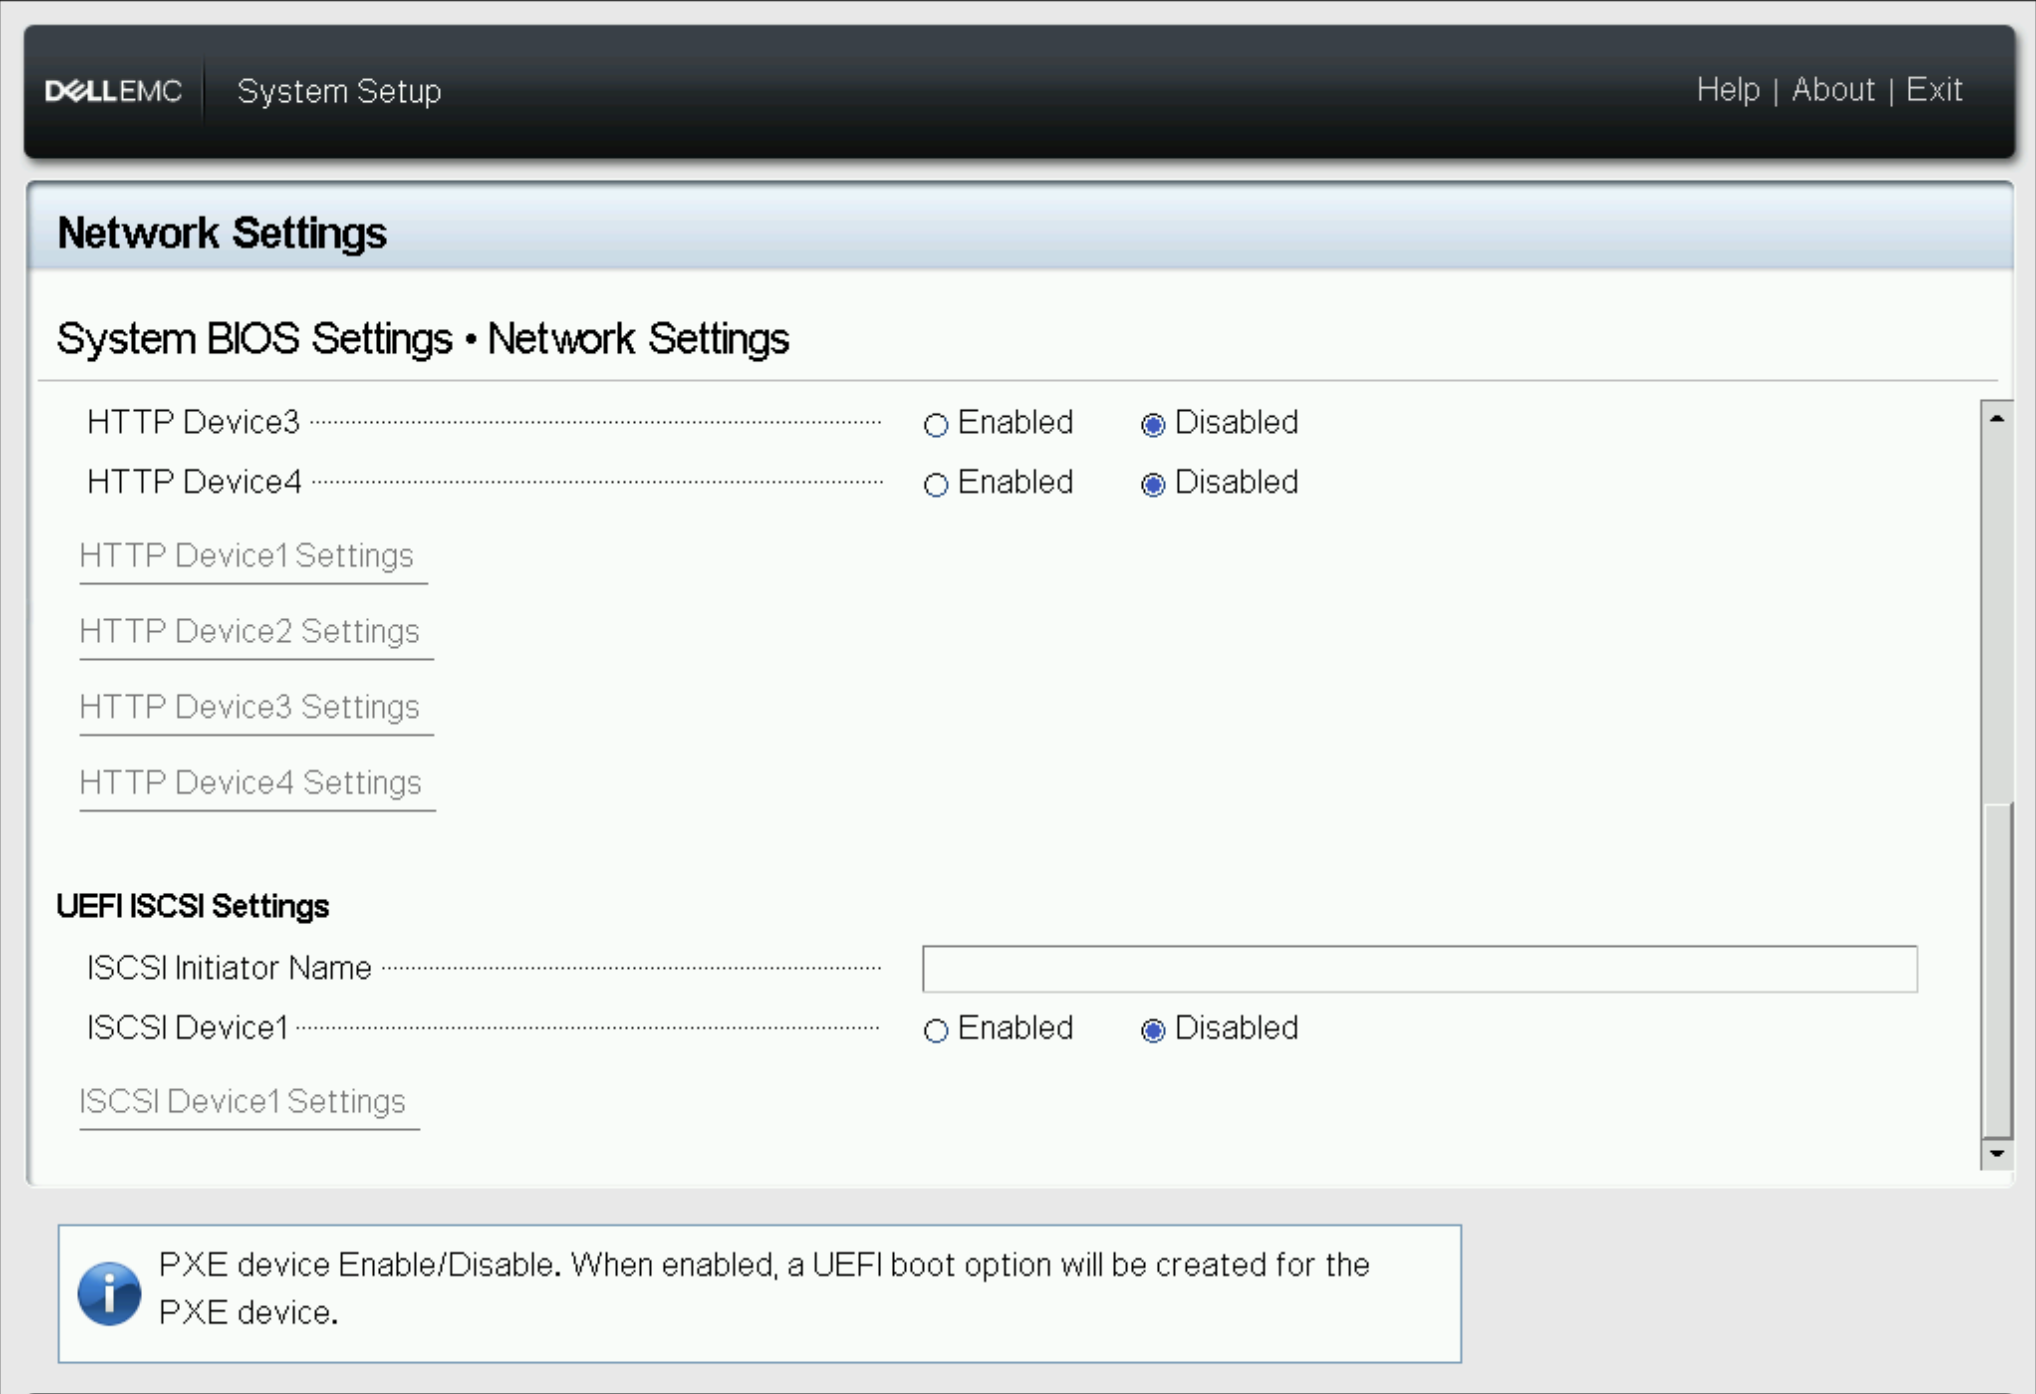 DELLEMC System Setup Help | About | Exit
Network Settings
System BIOS Settings • Network Settings
HTTP Device3 Enabled Disabled
HTTP Device4 Enabled Disabled
HTTP Device1 Settings
HTTP Device2 Settings
HTTP Device3 Settings
HTTP Device4 Settings
UEFI ISCSI Settings
ISCSI Initiator Name
ISCSI Device1 Enabled Disabled
ISCSI Device1 Settings
PXE device Enable/Disable. When enabled, a UEFI boot option will be created for the
PXE device.